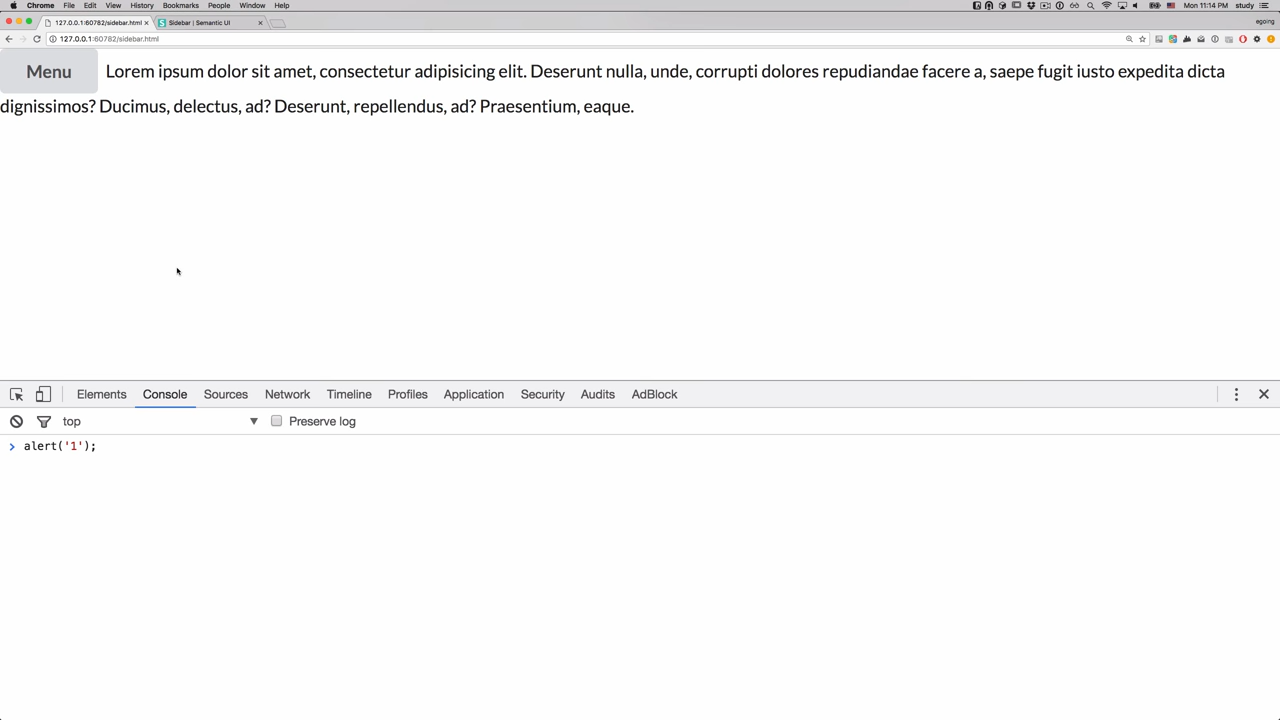 Chrome File Edit View History Bookmarks People Window Help Mon 11:14 PM study
127.0.0.1:60782/sidebar.html Sidebar | Semantic UI egoing
127.0.0.1:60782/sidebar.html
Menu Lorem ipsum dolor sit amet, consectetur adipisicing elit. Deserunt nulla, unde, corrupti dolores repudiandae facere a, saepe fugit iusto expedita dicta
dignissimos? Ducimus, delectus, ad? Deserunt, repellendus, ad? Praesentium, eaque.
Elements Console Sources Network Timeline Profiles Application Security Audits AdBlock
top Preserve log
> alert('1');